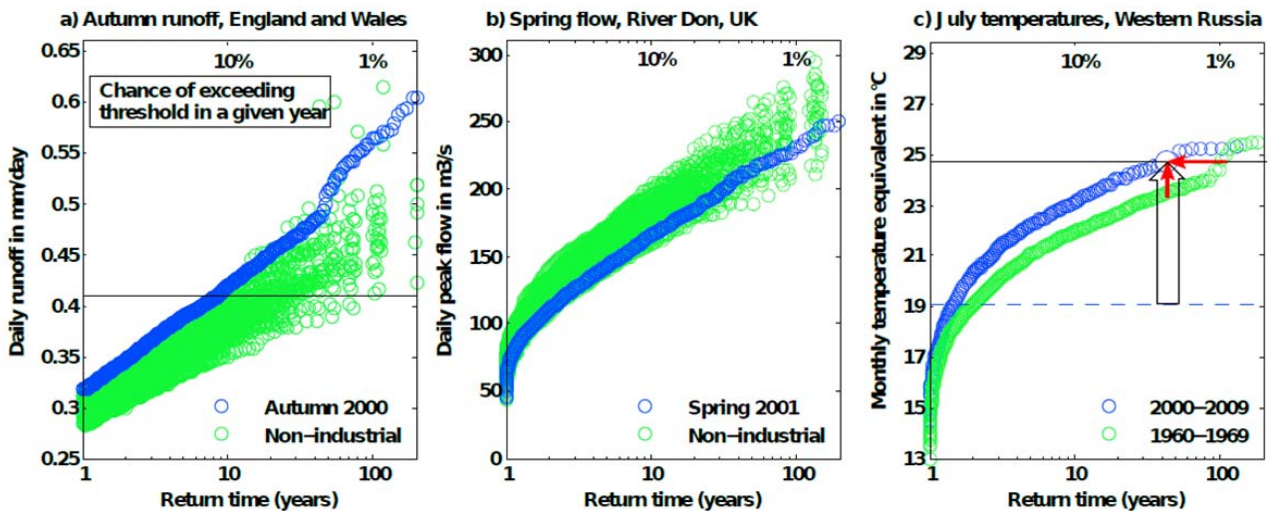 a) Autumn runoff, England and Wales
0.65
0.6
0.55
0.5
0.45
0.4
0.35
0.3
0.25
Daily runoff in mm/day
10%
1%
Chance of exceeding
threshold in a given year
Autumn 2000
Non-industrial
1
10
100
Return time (years)
b) Spring flow, River Don, UK
300
250
200
150
100
50
0
Daily peak flow in m3/s
10%
1%
Spring 2001
Non-industrial
1
10
100
Return time (years)
c) July temperatures, Western Russia
29
27
25
23
21
19
17
15
13
Monthly temperature equivalent in °C
10%
1%
2000-2009
1960-1969
1
10
100
Return time (years)